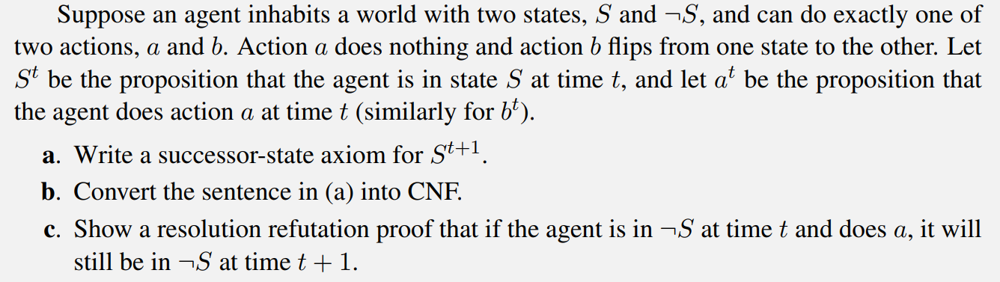 Suppose an agent inhabits a world with two states, S and ¬S, and can do exactly one of
two actions, a and b. Action a does nothing and action b flips from one state to the other. Let
Sᵗ be the proposition that the agent is in state S at time t, and let aᵗ be the proposition that
the agent does action a at time t (similarly for bᵗ).
a. Write a successor-state axiom for Sᵗ⁺¹.
b. Convert the sentence in (a) into CNF.
c. Show a resolution refutation proof that if the agent is in ¬S at time t and does a, it will
still be in ¬S at time t + 1.